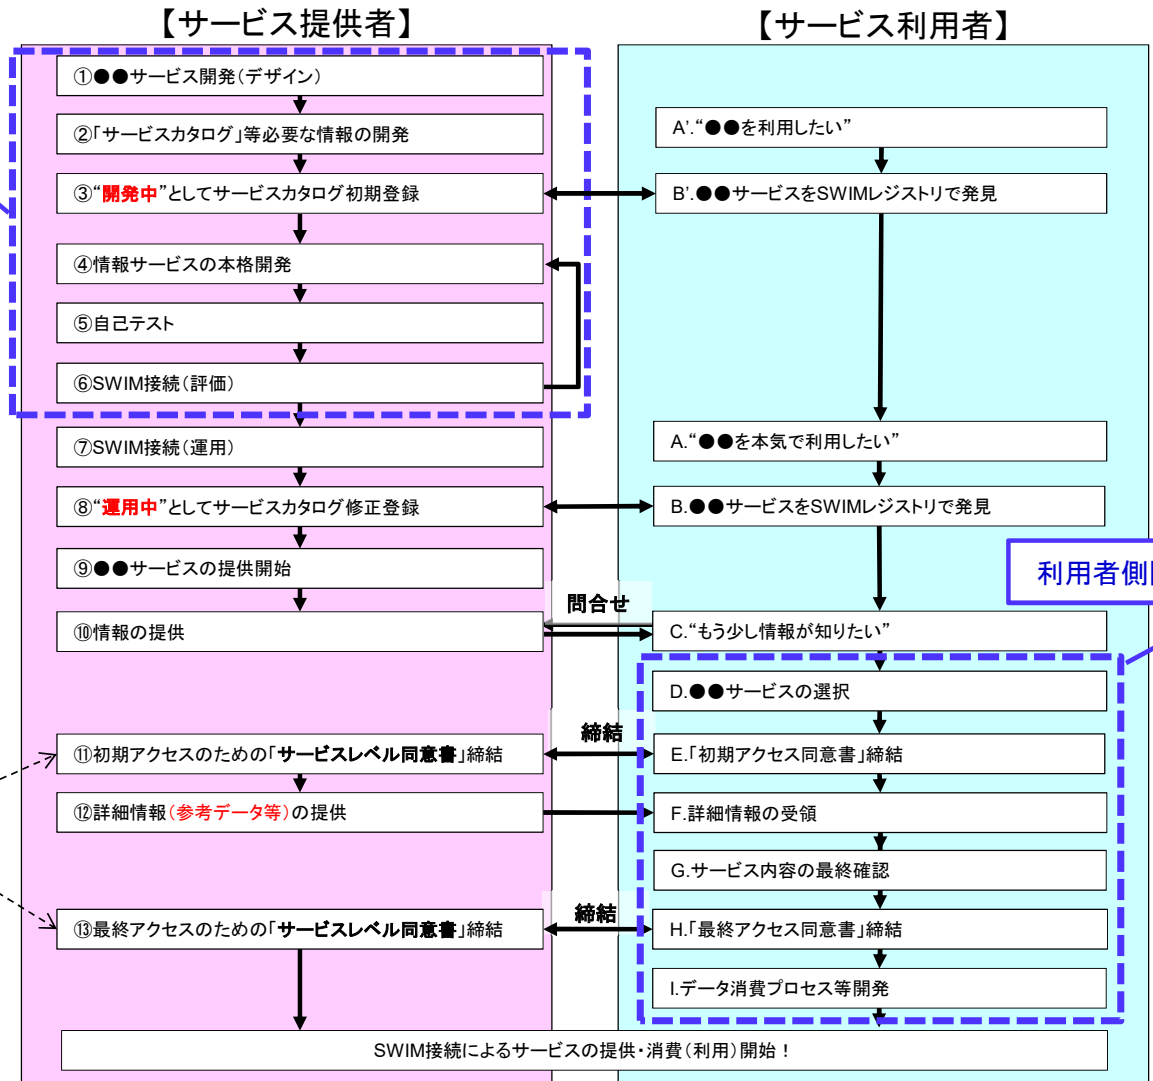 【サービス提供者】
①●●サービス開発（デザイン）
②「サービスカタログ」等必要な情報の開発
③“開発中”としてサービスカタログ初期登録
④情報サービスの本格開発
⑤自己テスト
⑥SWIM接続（評価）
⑦SWIM接続（運用）
⑧“運用中”としてサービスカタログ修正登録
⑨●●サービスの提供開始
⑩情報の提供
⑪初期アクセスのための「サービスレベル同意書」締結
⑫詳細情報（参考データ等）の提供
⑬最終アクセスのための「サービスレベル同意書」締結
問合せ
締結
締結
【サービス利用者】
A’.“●●を利用したい”
B’.●●サービスをSWIMレジストリで発見
A.“●●を本気で利用したい”
B.●●サービスをSWIMレジストリで発見
利用者側
C.“もう少し情報が知りたい”
D.●●サービスの選択
E.「初期アクセス同意書」締結
F.詳細情報の受領
G.サービス内容の最終確認
H.「最終アクセス同意書」締結
I.データ消費プロセス等開発
SWIM接続によるサービスの提供・消費（利用）開始！